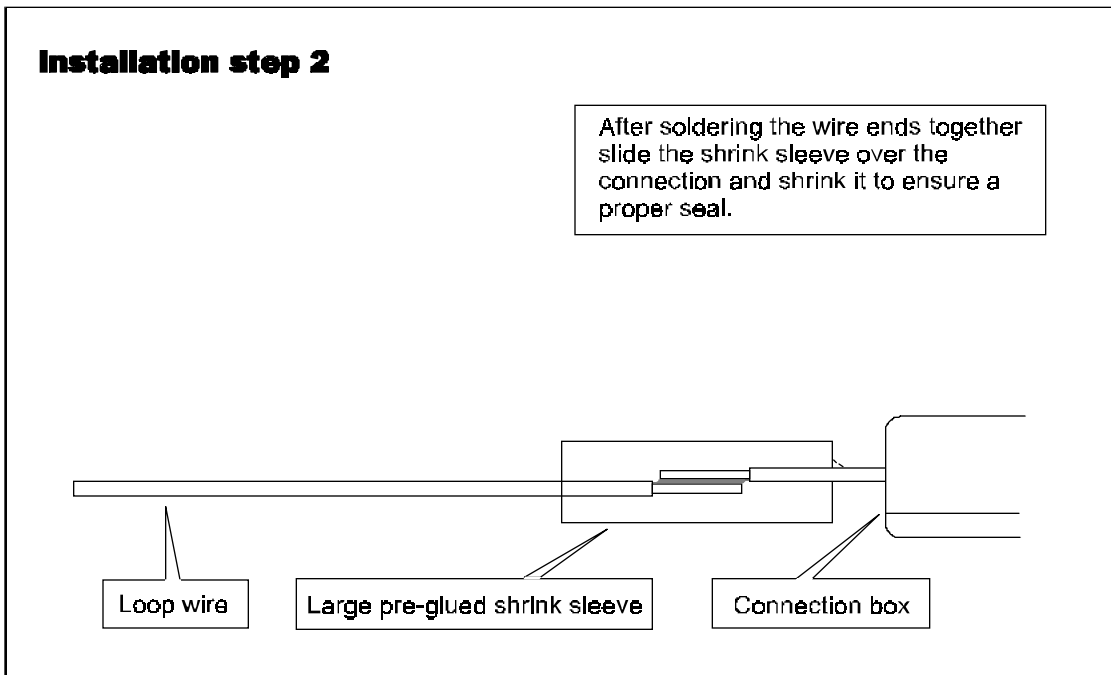 Installation step 2
After soldering the wire ends together
slide the shrink sleeve over the
connection and shrink it to ensure a
proper seal.
Loop wire
Large pre-glued shrink sleeve
Connection box